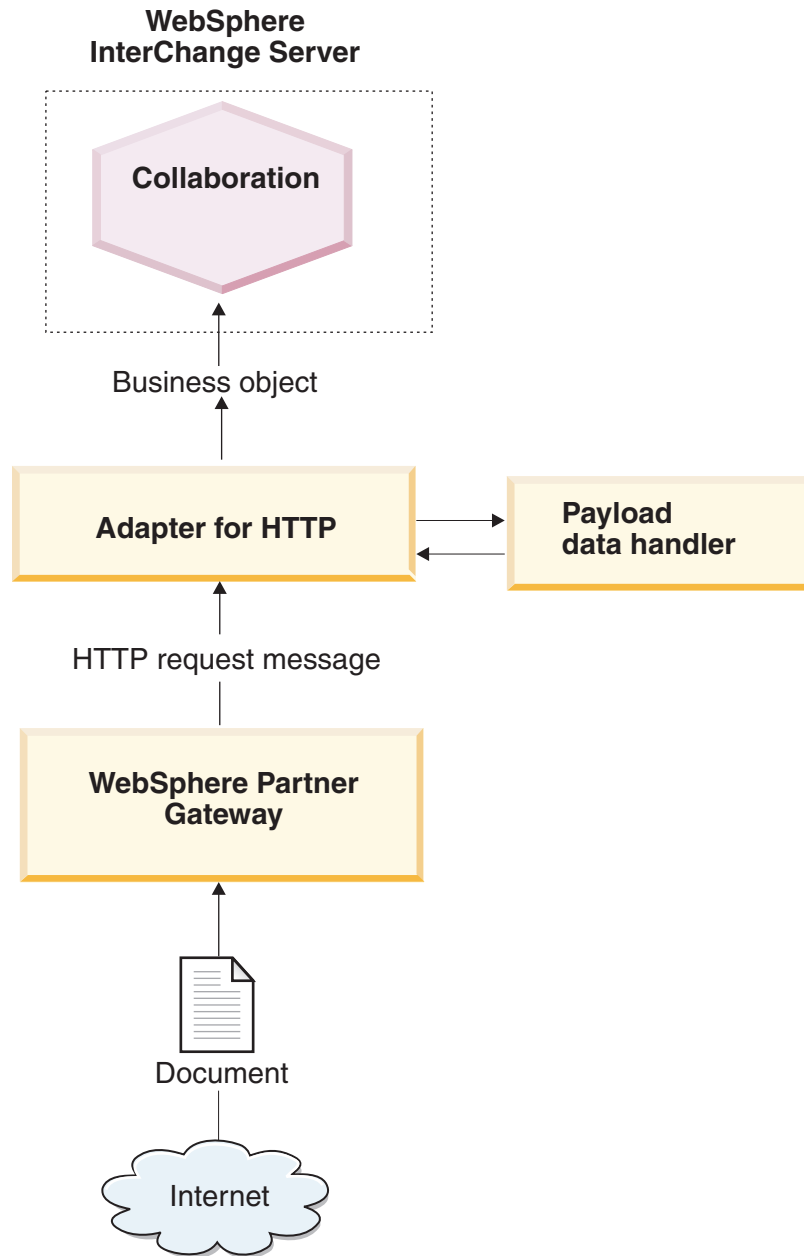 WebSphere
InterChange Server
Collaboration
Business object
Adapter for HTTP
Payload
data handler
HTTP request message
WebSphere Partner
Gateway
Document
Internet